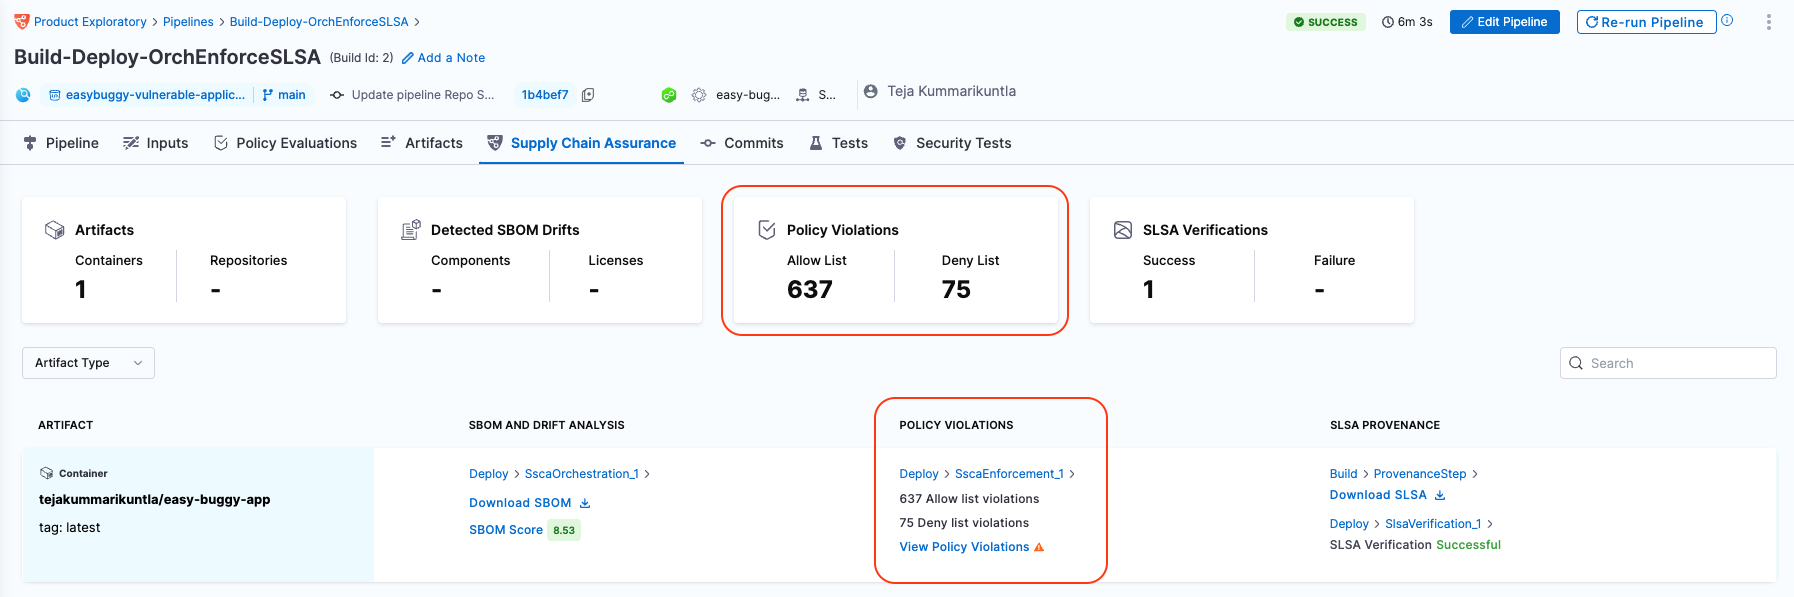 Product Exploratory > Pipelines > Build-Deploy-OrchEnforceSLSA >
SUCCESS 6m 3s Edit Pipeline Re-run Pipeline
Build-Deploy-OrchEnforceSLSA (Build Id: 2) Add a Note
easybuggy-vulnerable-applic... main Update pipeline Repo S... 1b4bef7 easy-bug... S... Teja Kummarikuntla
Pipeline Inputs Policy Evaluations Artifacts Supply Chain Assurance Commits Tests Security Tests
Artifacts
Containers Repositories
1 -
Detected SBOM Drifts
Components Licenses
- -
Policy Violations
Allow List Deny List
637 75
SLSA Verifications
Success Failure
1 -
Artifact Type
Search
ARTIFACT SBOM AND DRIFT ANALYSIS POLICY VIOLATIONS SLSA PROVENANCE
Container
tejakummarikuntla/easy-buggy-app
tag: latest
Deploy > SscaOrchestration_1 >
Download SBOM
SBOM Score 8.53
Deploy > SscaEnforcement_1 >
637 Allow list violations
75 Deny list violations
View Policy Violations
Build > ProvenanceStep >
Download SLSA
Deploy > SlsaVerification_1 >
SLSA Verification Successful